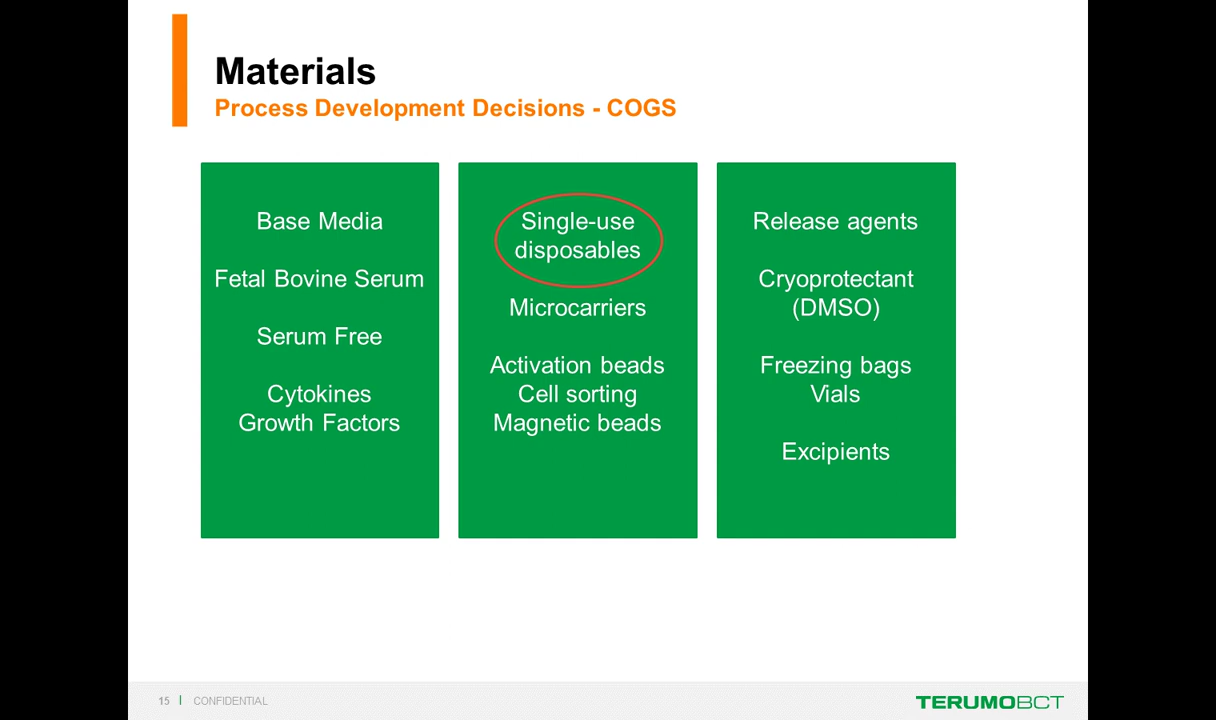 Materials
Process Development Decisions - COGS
Base Media
Fetal Bovine Serum
Serum Free
Cytokines
Growth Factors
Single-use
disposables
Microcarriers
Activation beads
Cell sorting
Magnetic beads
Release agents
Cryoprotectant
(DMSO)
Freezing bags
Vials
Excipients
15 | CONFIDENTIAL
TERUMOBCT